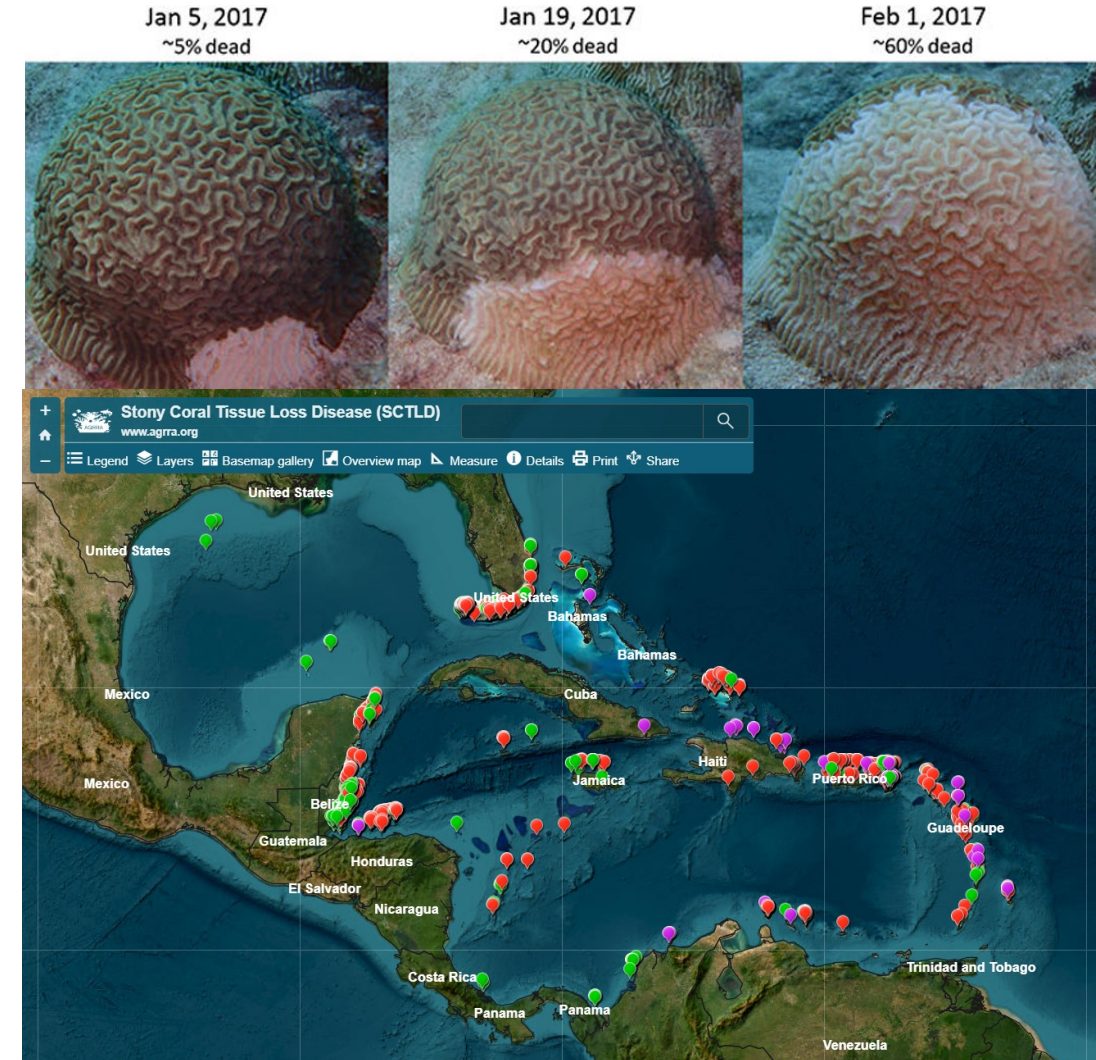 Jan 5, 2017
~5% dead
Jan 19, 2017
~20% dead
Feb 1, 2017
~60% dead
Stony Coral Tissue Loss Disease (SCTLD)
www.agrra.org
AGRRA
Legend Layers Basemap gallery Overview map Measure Details Print Share
United States
United States
United States
Bahamas
Bahamas
Mexico
Cuba
Mexico
Haiti
Puerto Rico
Jamaica
Belize
Guadeloupe
Guatemala
Honduras
El Salvador
Nicaragua
Trinidad and Tobago
Costa Rica
Panama
Panama
Venezuela